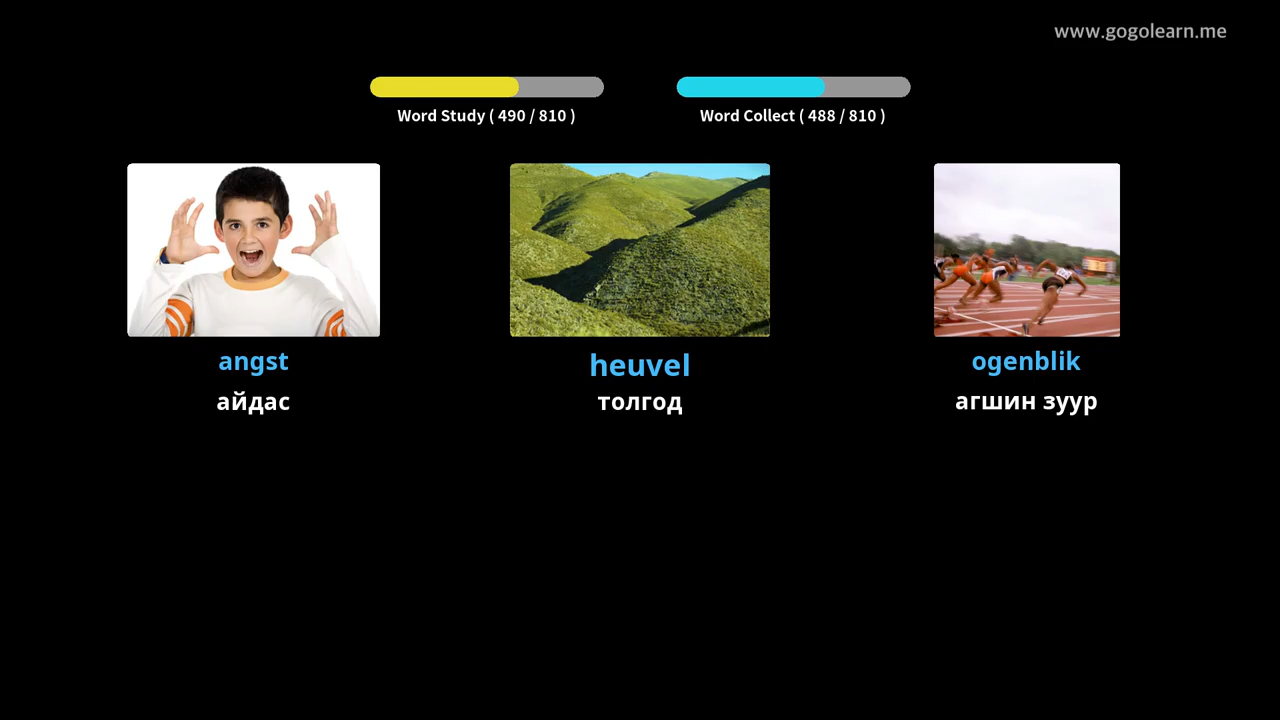 www.gogolearn.me
Word Study ( 490 / 810 )
Word Collect ( 488 / 810 )
angst
heuvel
ogenblik
айдас
толгод
агшин зуур